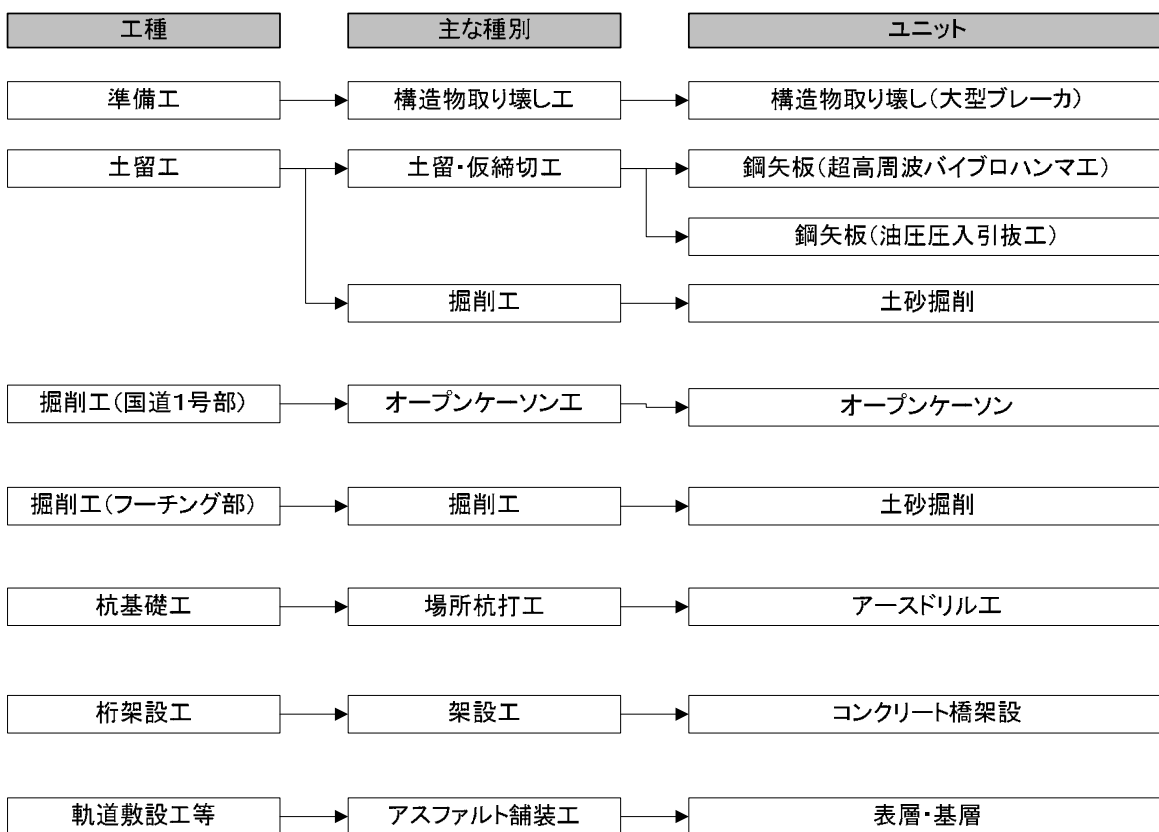 工種 主な種別 ユニット
準備工 構造物取り壊し工 構造物取り壊し(大型ブレーカ)
土留工 土留・仮締切工 鋼矢板(超高周波バイブロハンマ工)
鋼矢板(油圧圧入引抜工)
掘削工 土砂掘削
掘削工(国道1号部) オープンケーソン工 オープンケーソン
掘削工(フーチング部) 掘削工 土砂掘削
杭基礎工 場所杭打工 アースドリル工
桁架設工 架設工 コンクリート橋架設
軌道敷設工等 アスファルト舗装工 表層・基層